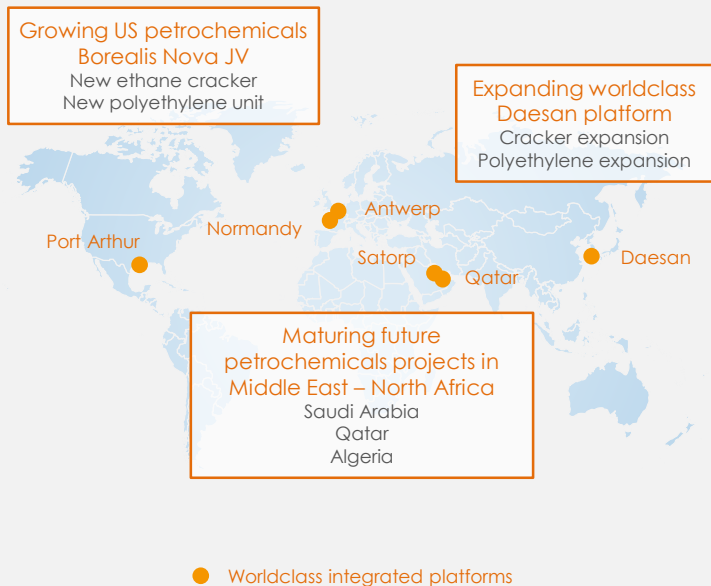 Growing US petrochemicals
Borealis Nova JV
New ethane cracker
New polyethylene unit
Expanding worldclass
Daesan platform
Cracker expansion
Polyethylene expansion
Antwerp
Normandy
Port Arthur
Satorp
Daesan
Qatar
Maturing future
petrochemicals projects in
Middle East – North Africa
Saudi Arabia
Qatar
Algeria
Worldclass integrated platforms